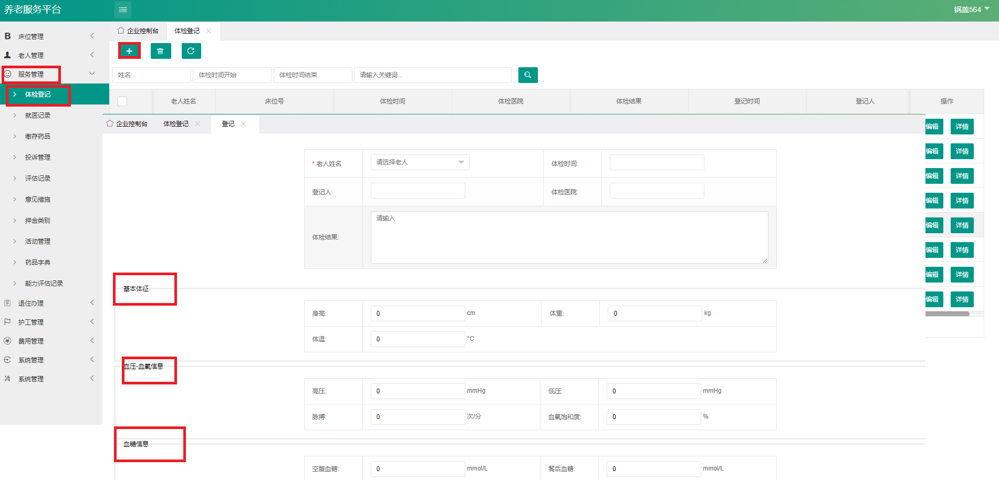 养老服务平台
锅盖564
床位管理
老人管理
服务管理
体检登记
就医记录
缴存药品
投诉管理
评估记录
意见措施
押金类别
活动管理
药品字典
能力评估记录
退住办理
护工管理
费用管理
系统管理
系统管理
企业控制台 体检登记
姓名 体检时间开始 体检时间结束 请输入关键词...
老人姓名 床位号 体检时间 体检医院 体检结果 登记时间 登记人 操作
企业控制台 体检登记 登记
编辑 详情
编辑 详情
编辑 详情
编辑 详情
编辑 详情
编辑 详情
编辑 详情
编辑 详情
* 老人姓名 请选择老人 体检时间:
登记人: 体检医院:
体检结果: 请输入
基本体征
身高: 0 cm 体重: 0 kg
体温: 0 °C
血压-血氧信息
高压: 0 mmHg 低压: 0 mmHg
脉搏: 0 次/分 血氧饱和度: 0 %
血糖信息
空腹血糖: 0 mmol/L 餐后血糖: 0 mmol/L